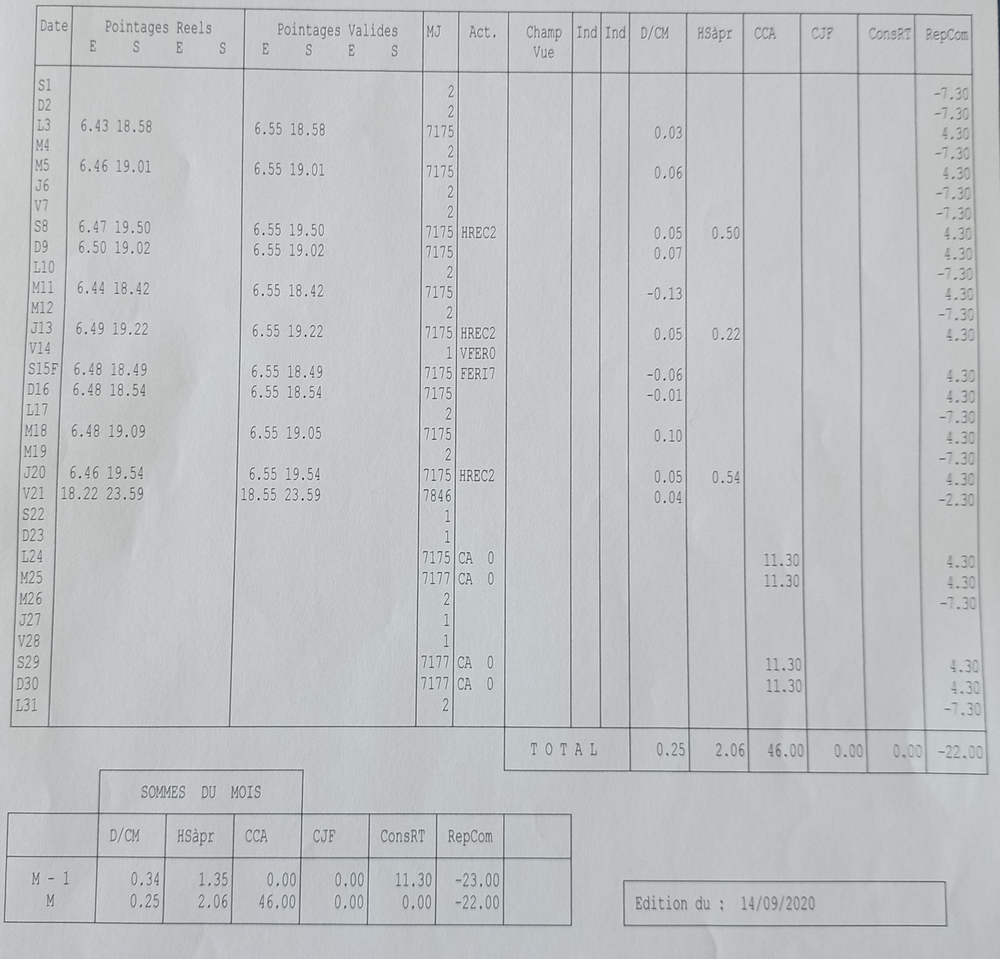 Date Pointages Reels Pointages Valides MJ Act. Champ Ind Ind D/CM HSàpr CCA CJF ConsRT RepCom
E S E S E S E S Vue
S1 2 -7.30
D2 2 -7.30
L3 6.43 18.58 6.55 18.58 7175 0.03 4.30
M4 2 -7.30
M5 6.46 19.01 6.55 19.01 7175 0.06 4.30
J6 2 -7.30
V7 2 -7.30
S8 6.47 19.50 6.55 19.50 7175 HREC2 0.05 0.50 4.30
D9 6.50 19.02 6.55 19.02 7175 0.07 4.30
L10 2 -7.30
M11 6.44 18.42 6.55 18.42 7175 -0.13 4.30
M12 2 -7.30
J13 6.49 19.22 6.55 19.22 7175 HREC2 0.05 0.22 4.30
V14 1 VFER0
S15F 6.48 18.49 6.55 18.49 7175 FERI7 -0.06 4.30
D16 6.48 18.54 6.55 18.54 7175 -0.01 4.30
L17 2 -7.30
M18 6.48 19.09 6.55 19.05 7175 0.10 4.30
M19 2 -7.30
J20 6.46 19.54 6.55 19.54 7175 HREC2 0.05 0.54 4.30
V21 18.22 23.59 18.55 23.59 7846 0.04 -2.30
S22 1
D23 1
L24 7175 CA 0 11.30 4.30
M25 7177 CA 0 11.30 4.30
M26 2 -7.30
J27 1
V28 1
S29 7177 CA 0 11.30 4.30
D30 7177 CA 0 11.30 4.30
L31 2 -7.30
TOTAL 0.25 2.06 46.00 0.00 0.00 -22.00
SOMMES DU MOIS
D/CM HSàpr CCA CJF ConsRT RepCom
M - 1 0.34 1.35 0.00 0.00 11.30 -23.00
M 0.25 2.06 46.00 0.00 0.00 -22.00
Edition du : 14/09/2020